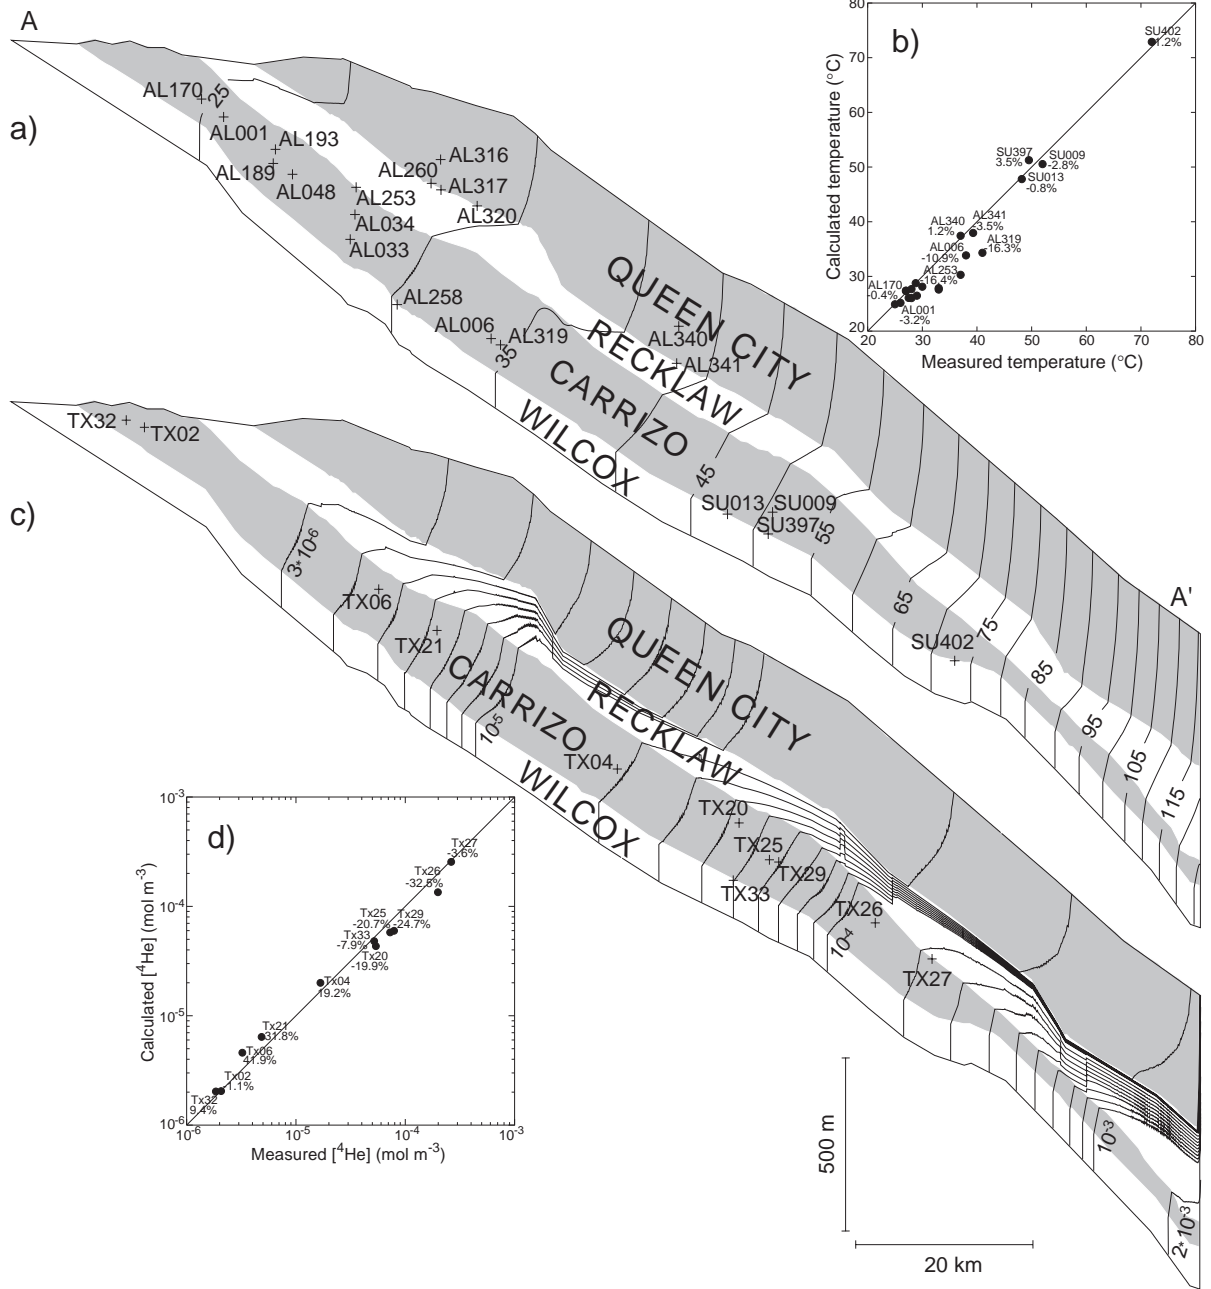 A
a)
AL170
25
AL001
AL193
AL189
AL048
AL253
AL034
AL033
AL260
AL316
AL317
AL320
AL258
AL006
AL319
35
AL340
AL341
QUEEN CITY
RECKLAW
CARRIZO
WILCOX
45
SU013
SU009
SU397
55
65
SU402
75
85
95
105
115
A'
b)
Calculated temperature (°C)
80
70
60
50
40
30
20
20
30
40
50
60
70
80
Measured temperature (°C)
SU402
1.2%
SU397
3.5%
SU009
-2.8%
SU013
-0.8%
AL340
1.2%
AL341
-3.5%
AL319
-16.3%
AL006
-10.9%
AL253
-16.4%
AL170
-0.4%
AL001
-3.2%
c)
TX32
TX02
3*10-6
TX06
TX21
10-5
QUEEN CITY
RECKLAW
CARRIZO
WILCOX
TX04
TX20
TX25
TX29
TX33
TX26
10-4
TX27
10-3
2*10-3
d)
Calculated [4He] (mol m-3)
10-3
10-4
10-5
10-6
10-6
10-5
10-4
10-3
Measured [4He] (mol m-3)
Tx27
-3.6%
Tx26
-32.5%
Tx25
-20.7%
Tx29
-24.7%
Tx33
-7.9%
Tx20
-19.9%
Tx04
19.2%
Tx21
31.8%
Tx06
41.9%
Tx02
1.1%
Tx32
9.4%
500 m
20 km